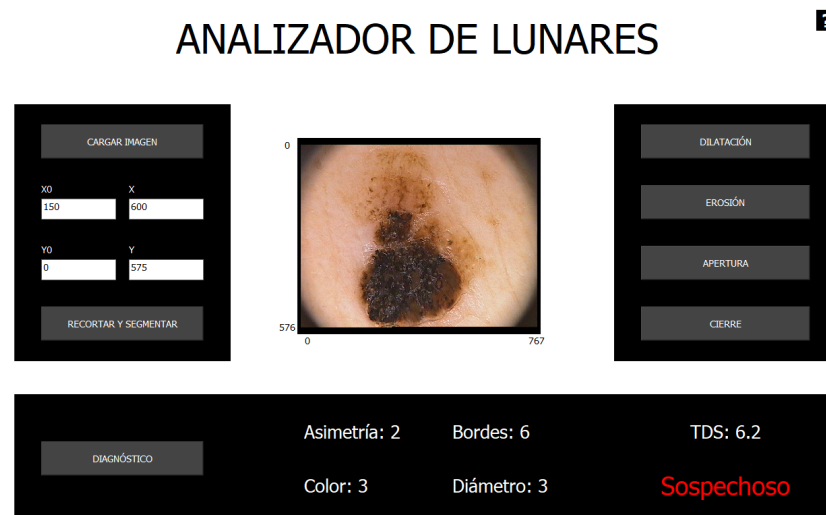 ANALIZADOR DE LUNARES
?
CARGAR IMAGEN
X0 X
150 600
Y0 Y
0 575
RECORTAR Y SEGMENTAR
0
576
0 767
DILATACIÓN
EROSIÓN
APERTURA
CIERRE
DIAGNÓSTICO
Asimetría: 2 Bordes: 6 TDS: 6.2
Color: 3 Diámetro: 3 Sospechoso